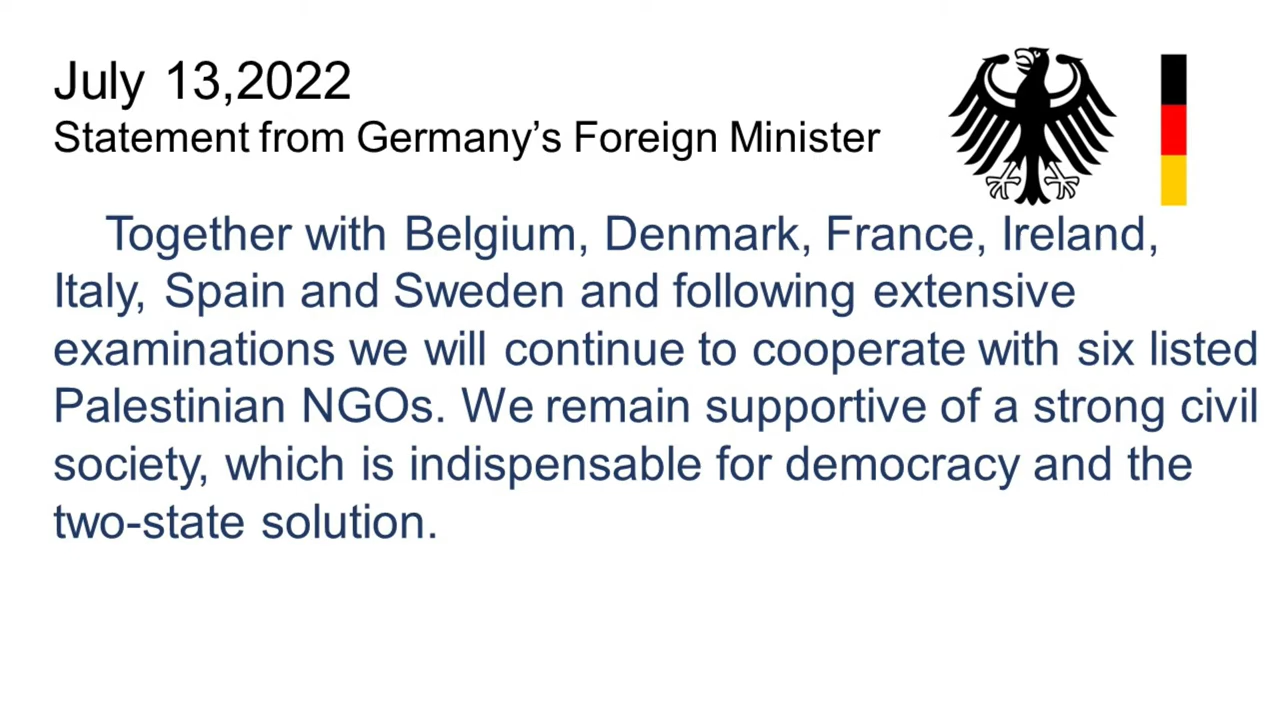 July 13,2022
Statement from Germany’s Foreign Minister
Together with Belgium, Denmark, France, Ireland,
Italy, Spain and Sweden and following extensive
examinations we will continue to cooperate with six listed
Palestinian NGOs. We remain supportive of a strong civil
society, which is indispensable for democracy and the
two-state solution.